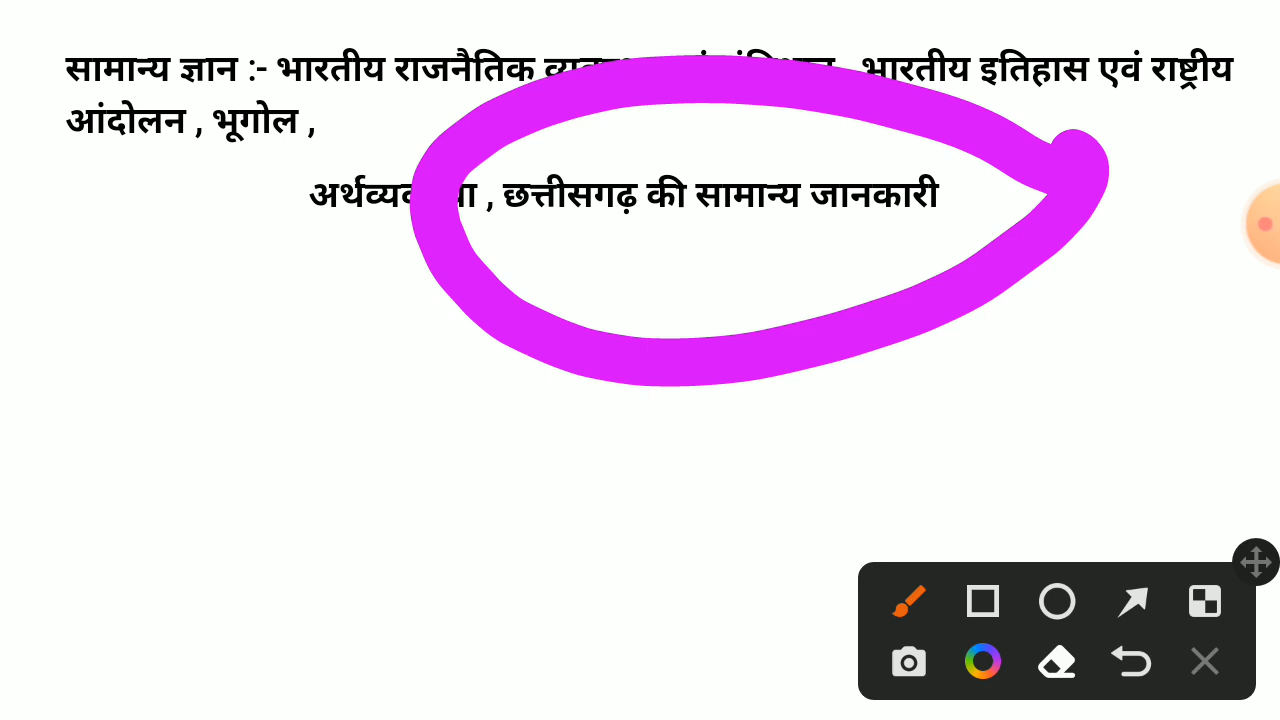 सामान्य ज्ञान :- भारतीय राजनैतिक भारतीय इतिहास एवं राष्ट्रीय
आंदोलन , भूगोल ,
, छत्तीसगढ़ की सामान्य जानकारी